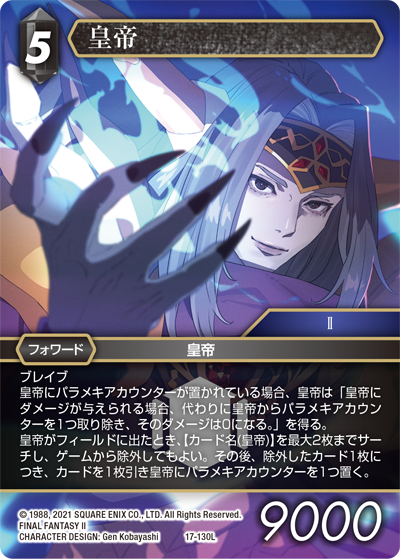 5
皇帝
Ⅱ
フォワード
皇帝
ブレイブ
皇帝にパラメキアカウンターが置かれている場合、皇帝は「皇帝に
ダメージが与えられる場合、代わりに皇帝からパラメキアカウン
ターを1つ取り除き、そのダメージは0になる。」を得る。
皇帝がフィールドに出たとき、【カード名(皇帝)】を最大2枚までサー
チし、ゲームから除外してもよい。その後、除外したカード1枚に
つき、カードを1枚引き皇帝にパラメキアカウンターを1つ置く。
© 1988, 2021 SQUARE ENIX CO., LTD. All Rights Reserved.
FINAL FANTASY II
CHARACTER DESIGN: Gen Kobayashi
17-130L
9000